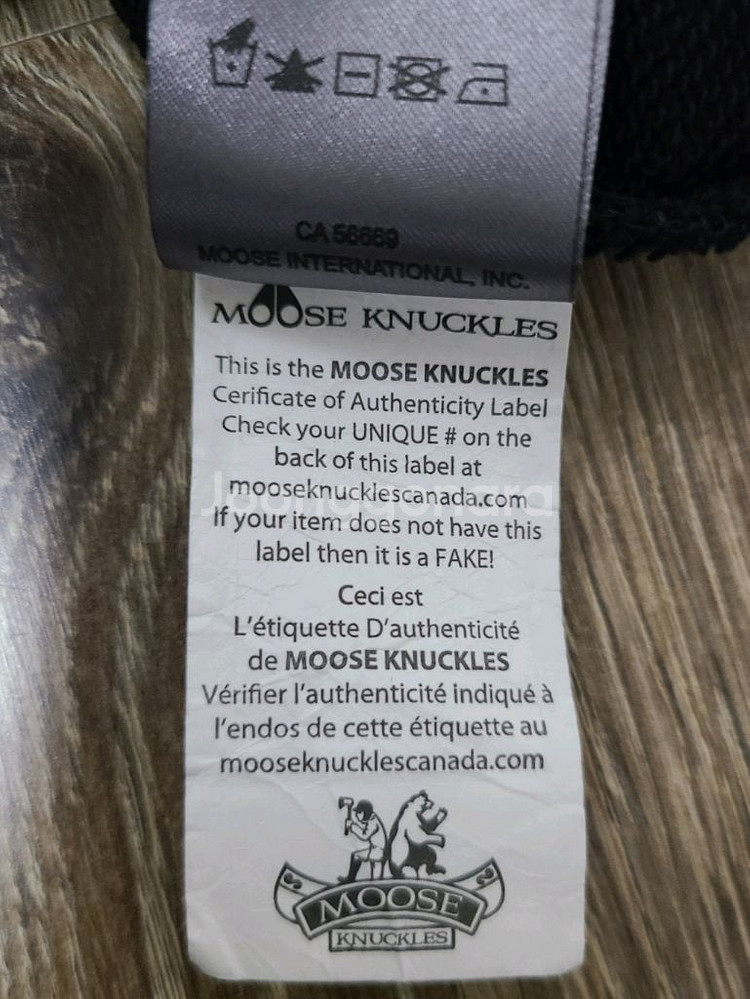 CA 56669
MOOSE INTERNATIONAL, INC.
MOOSE KNUCKLES
This is the MOOSE KNUCKLES
Cerificate of Authenticity Label
Check your UNIQUE # on the
back of this label at
mooseknucklescanada.com
If your item does not have this
label then it is a FAKE!
Ceci est
L'étiquette D'authenticité
de MOOSE KNUCKLES
Vérifier l'authenticité indiqué à
l'endos de cette étiquette au
mooseknucklescanada.com
MOOSE
KNUCKLES